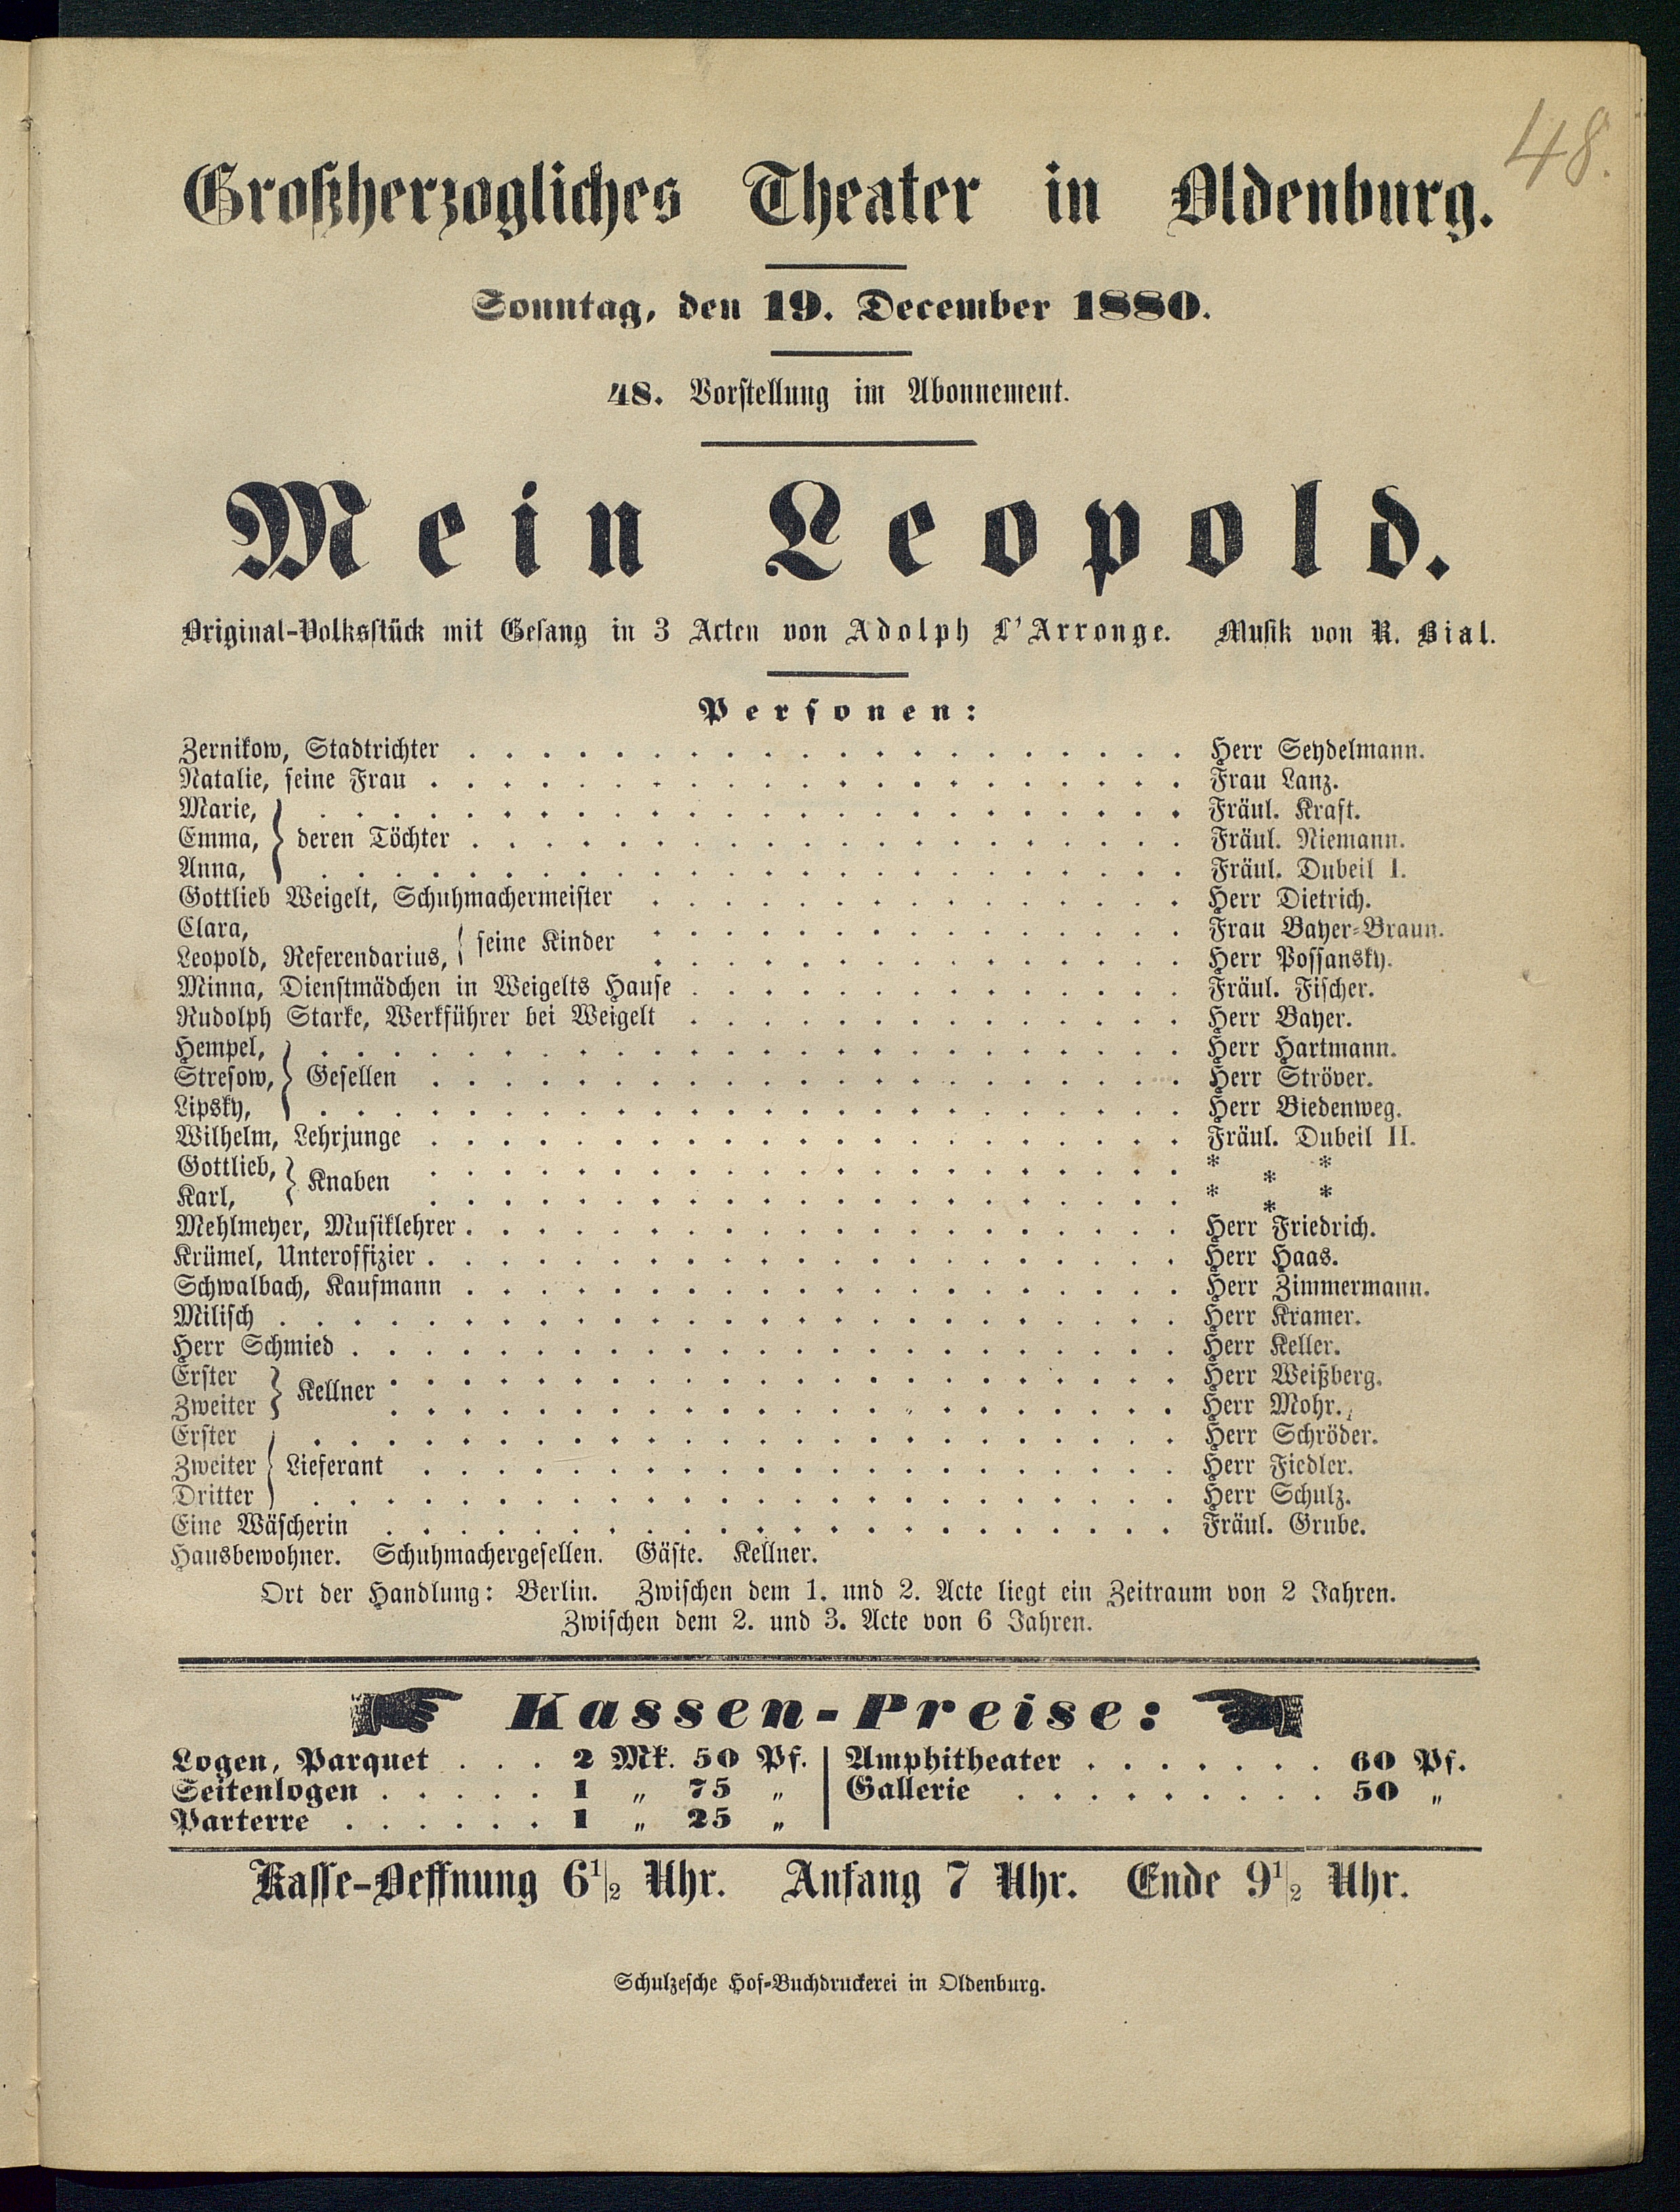 48.
Großherzogliches Theater in Oldenburg.
Sonntag, den 19. December 1880.
48. Vorstellung im Abonnement.
Mein Leopold.
Original-Volksstück mit Gesang in 3 Acten von Adolph L'Arronge. Musik von R. Bial.
Personen:
Zernikow, Stadtrichter . . . . . . . . . . Herr Seydelmann.
Natalie, seine Frau . . . . . . . . . . Frau Lanz.
Marie, } . . . . . . . . . . Fräul. Kraft.
Emma, } deren Töchter . . . . . . . . . . Fräul. Niemann.
Anna, } . . . . . . . . . . Fräul. Dubeil I.
Gottlieb Weigelt, Schuhmachermeister . . . . . . . . . . Herr Dietrich.
Clara, . . . . . . . . . . Frau Bayer-Braun.
Leopold, Referendarius, } seine Kinder . . . . . . . . . . Herr Possansky.
Minna, Dienstmädchen in Weigelts Hause . . . . . . . . . . Fräul. Fischer.
Rudolph Starke, Werkführer bei Weigelt . . . . . . . . . . Herr Bayer.
Hempel, } . . . . . . . . . . Herr Hartmann.
Stresow, } Gesellen . . . . . . . . . . Herr Ströver.
Lipsky, } . . . . . . . . . . Herr Biedenweg.
Wilhelm, Lehrjunge . . . . . . . . . . Fräul. Dubeil II.
Gottlieb, } Knaben . . . . . . . . . . * * *
Karl, } . . . . . . . . . . * * *
Mehlmeyer, Musiklehrer . . . . . . . . . . Herr Friedrich.
Krümel, Unteroffizier . . . . . . . . . . Herr Haas.
Schwalbach, Kaufmann . . . . . . . . . . Herr Zimmermann.
Milisch . . . . . . . . . . Herr Kramer.
Herr Schmied . . . . . . . . . . Herr Keller.
Erster } Kellner . . . . . . . . . . Herr Weißberg.
Zweiter } . . . . . . . . . . Herr Mohr.
Erster } . . . . . . . . . . Herr Schröder.
Zweiter } Lieferant . . . . . . . . . . Herr Fiedler.
Dritter } . . . . . . . . . . Herr Schulz.
Eine Wäscherin . . . . . . . . . . Fräul. Grube.
Hausbewohner. Schuhmachergesellen. Gäste. Kellner.
Ort der Handlung: Berlin. Zwischen dem 1. und 2. Acte liegt ein Zeitraum von 2 Jahren.
Zwischen dem 2. und 3. Acte von 6 Jahren.
Kassen-Preise:
Logen, Parquet . . . 2 Mk. 50 Pf. | Amphitheater . . . . . . . 60 Pf.
Seitenlogen . . . . . 1 „ 75 „ | Gallerie . . . . . . . . . 50 „
Parterre . . . . . . 1 „ 25 „
Kasse-Oeffnung 6½ Uhr. Anfang 7 Uhr. Ende 9½ Uhr.
Schulzesche Hof-Buchdruckerei in Oldenburg.